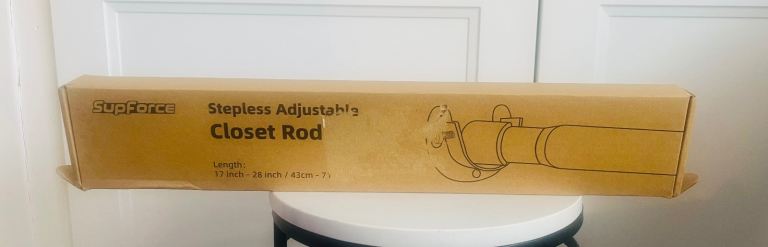 SupForce
Stepless Adjustable
Closet Rod
Length:
17 inch - 28 inch / 43cm - 7